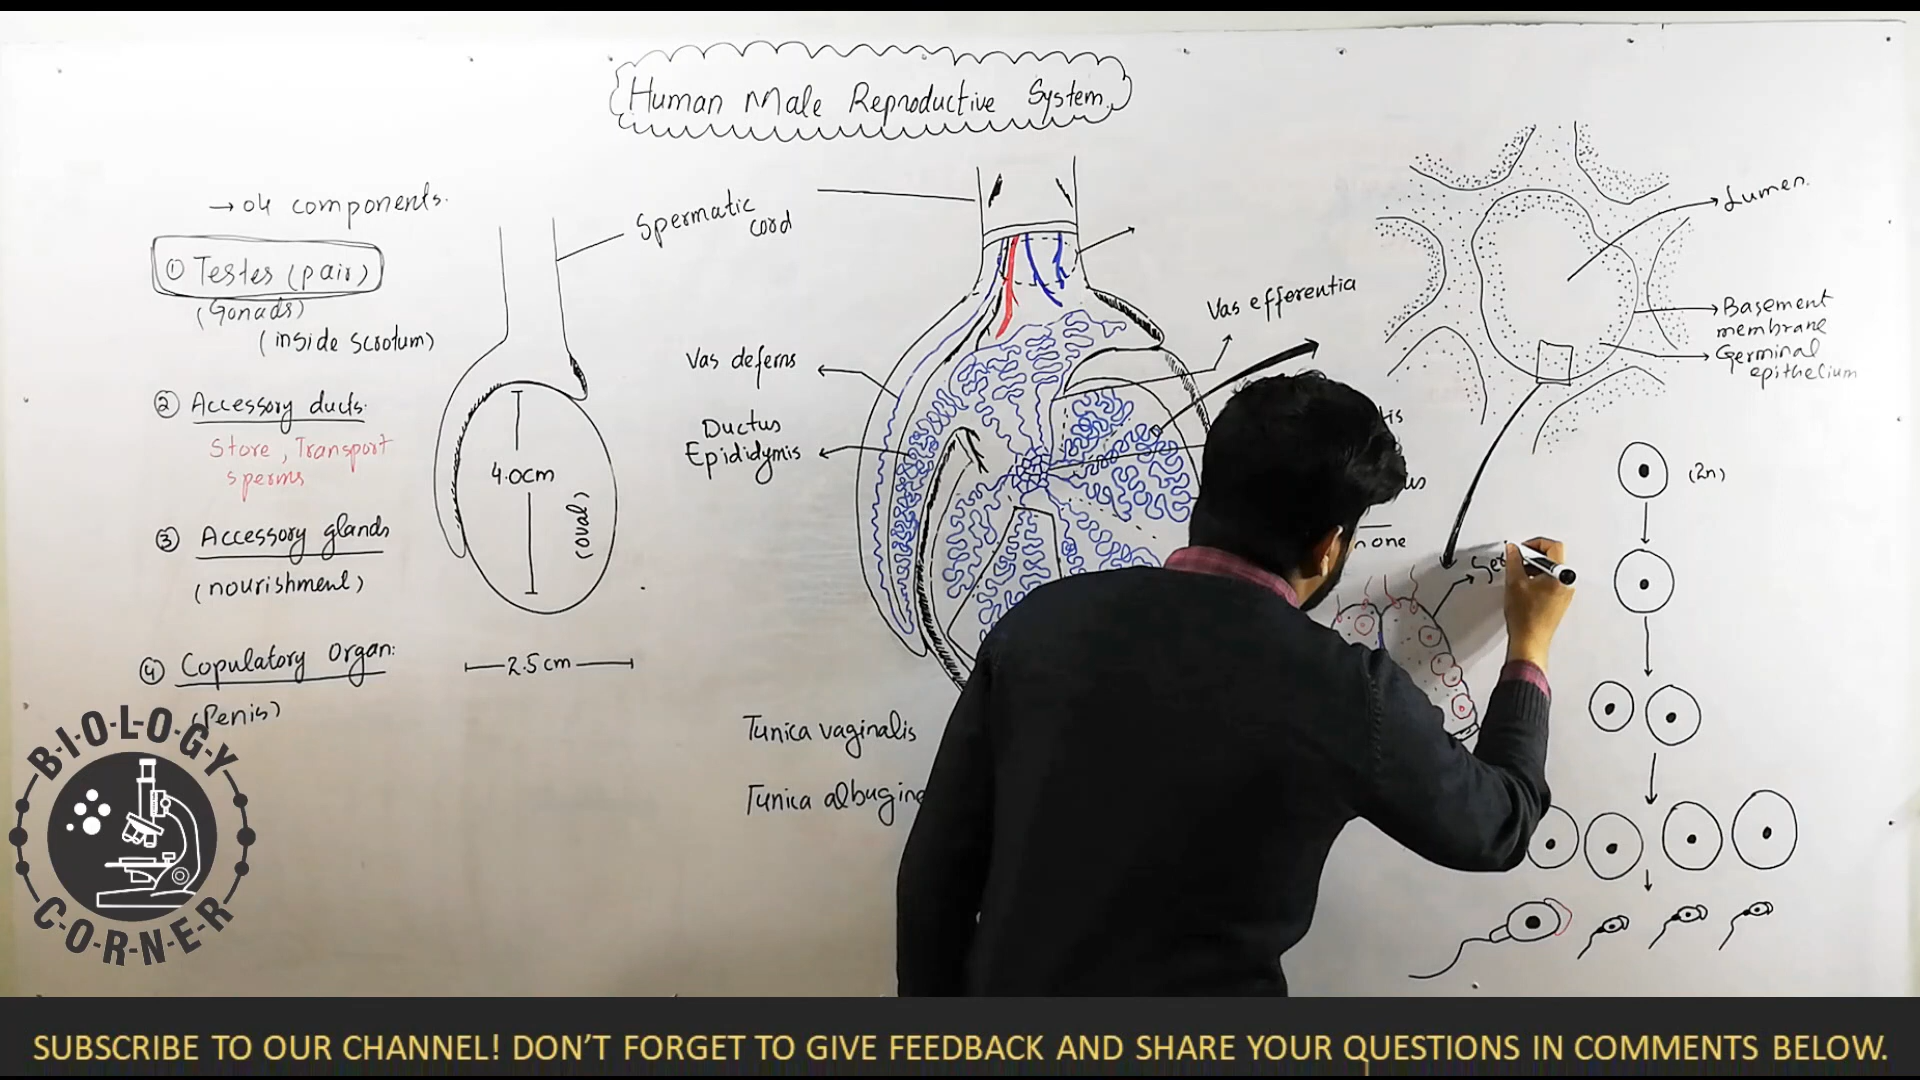 Human Male Reproductive System
→ 04 components.
① Testes (pair)
(Gonads)
(inside Scrotum)
② Accessory ducts.
Store, Transport
sperms
③ Accessory glands
(nourishment)
④ Copulatory Organ:
(Penis)
Spermatic
cord
4.0cm
(oval)
2.5cm
Vas deferns
Ductus
Epididymis
Vas efferentia
Tunica vaginalis
Lumen.
Basement
membrane
Germinal
epithelium
(2n)
BIOLOGY
CORNER
SUBSCRIBE TO OUR CHANNEL! DON'T FORGET TO GIVE FEEDBACK AND SHARE YOUR QUESTIONS IN COMMENTS BELOW.